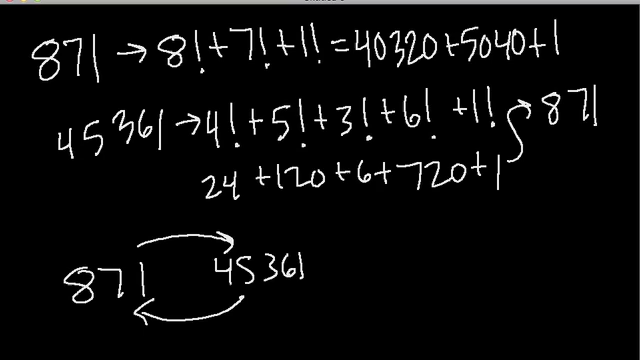 871 → 8! + 7! + 1! = 40320 + 5040 + 1
45361 → 4! + 5! + 3! + 6! + 1! → 871
24 + 120 + 6 + 720 + 1
871 45361